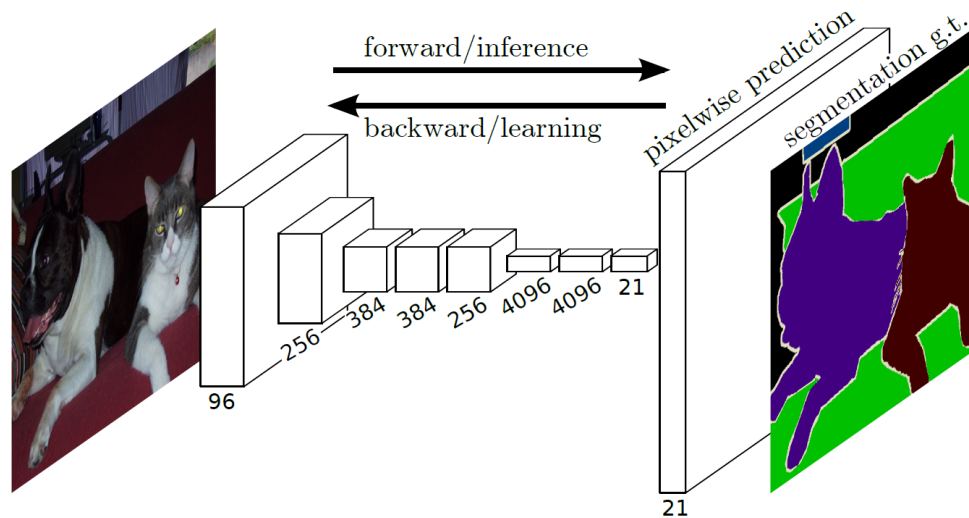 forward/inference
backward/learning
pixelwise prediction
segmentation g.t.
96
256
384
384
256
4096
4096
21
21